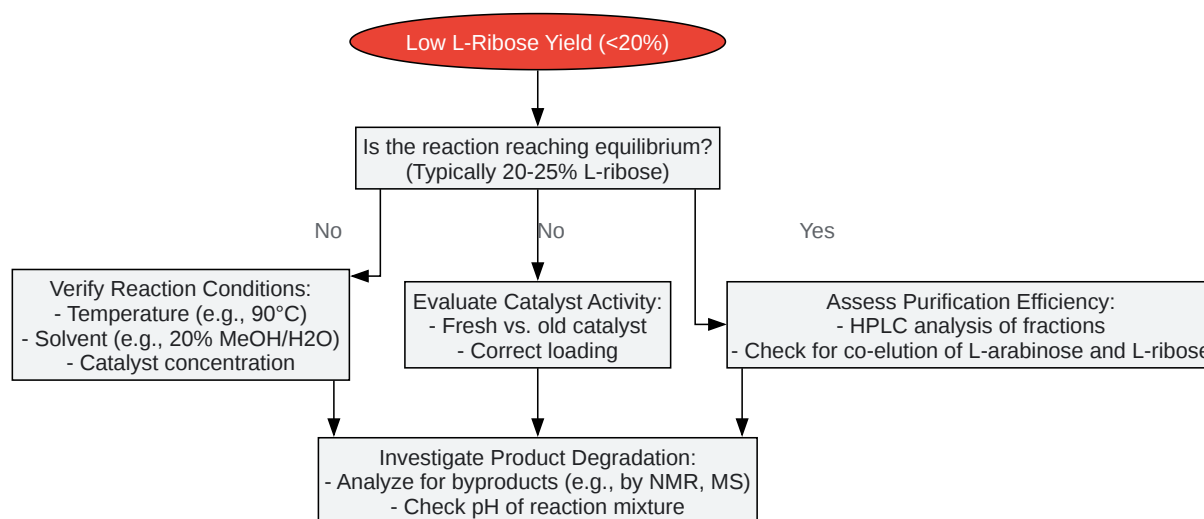 Low L-Ribose Yield (<20%)
Is the reaction reaching equilibrium?
(Typically 20-25% L-ribose)
No
No
Yes
Verify Reaction Conditions:
- Temperature (e.g., 90°C)
- Solvent (e.g., 20% MeOH/H2O)
- Catalyst concentration
Evaluate Catalyst Activity:
- Fresh vs. old catalyst
- Correct loading
Assess Purification Efficiency:
- HPLC analysis of fractions
- Check for co-elution of L-arabinose and L-ribose
Investigate Product Degradation:
- Analyze for byproducts (e.g., by NMR, MS)
- Check pH of reaction mixture